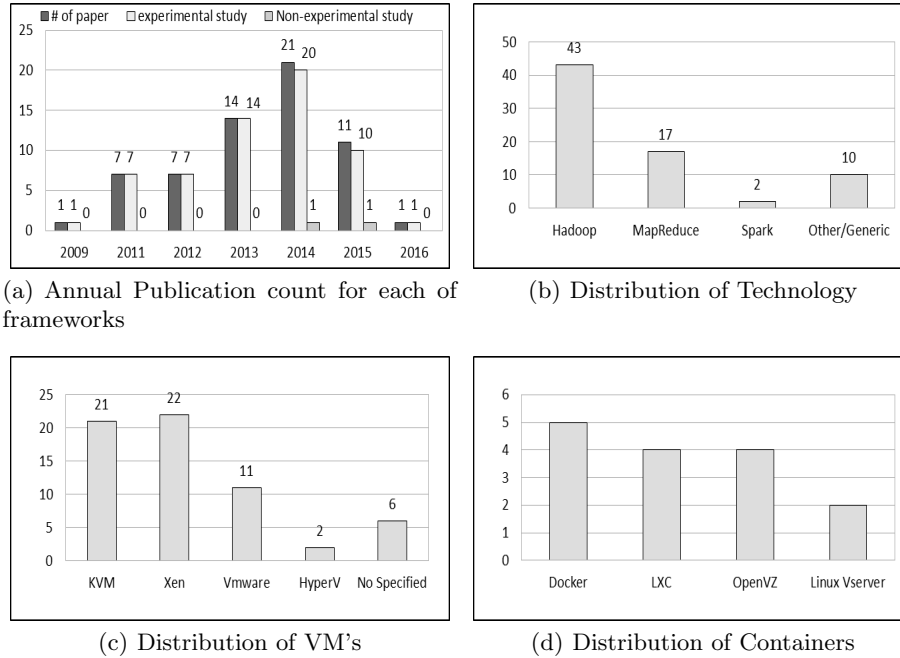 # of paper experimental study Non-experimental study
25
20
15
10
5
0
1 1 0
7 7 0
7 7 0
14 14 0
21 20 1
11 10 1
1 1 0
2009 2011 2012 2013 2014 2015 2016
(a) Annual Publication count for each of
frameworks
50
40
30
20
10
0
43
17
2
10
Hadoop MapReduce Spark Other/Generic
(b) Distribution of Technology
25
20
15
10
5
0
21
22
11
2
6
KVM Xen Vmware HyperV No Specified
(c) Distribution of VM's
6
5
4
3
2
1
0
Docker LXC OpenVZ Linux Vserver
(d) Distribution of Containers